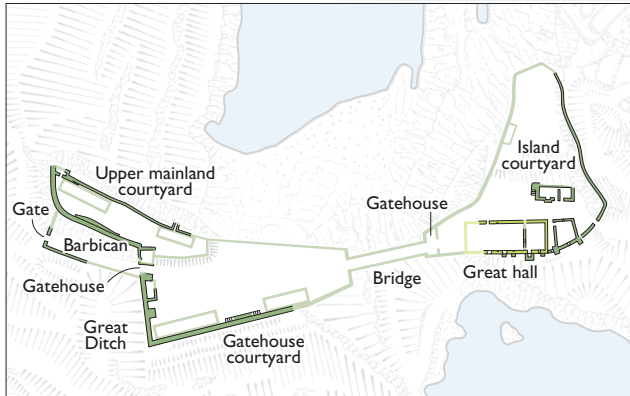 Island
courtyard
Upper mainland
courtyard
Gatehouse
Gate
Barbican
Great hall
Bridge
Gatehouse
Great
Ditch
Gatehouse
courtyard